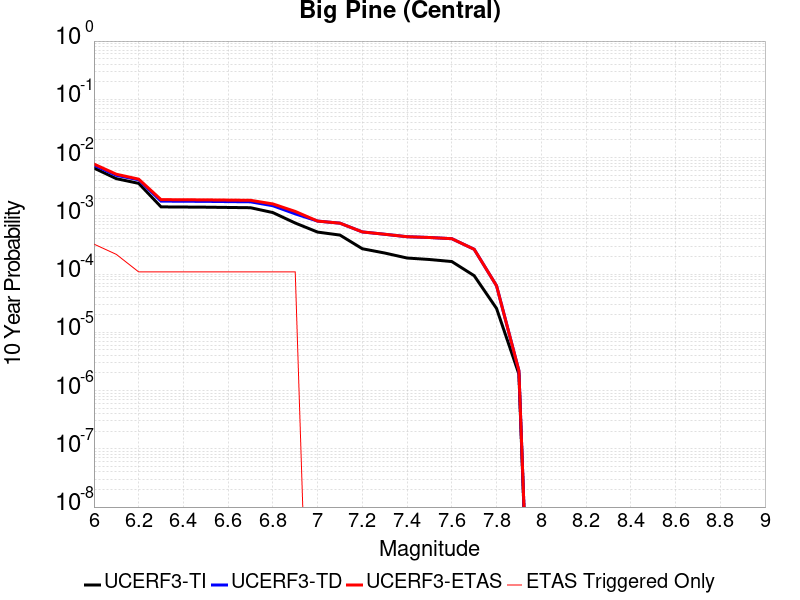 Big Pine (Central)
10^0
10^-1
10^-2
10^-3
10^-4
10^-5
10^-6
10^-7
10^-8
10 Year Probability
6 6.2 6.4 6.6 6.8 7 7.2 7.4 7.6 7.8 8 8.2 8.4 8.6 8.8 9
Magnitude
UCERF3-TI UCERF3-TD UCERF3-ETAS ETAS Triggered Only